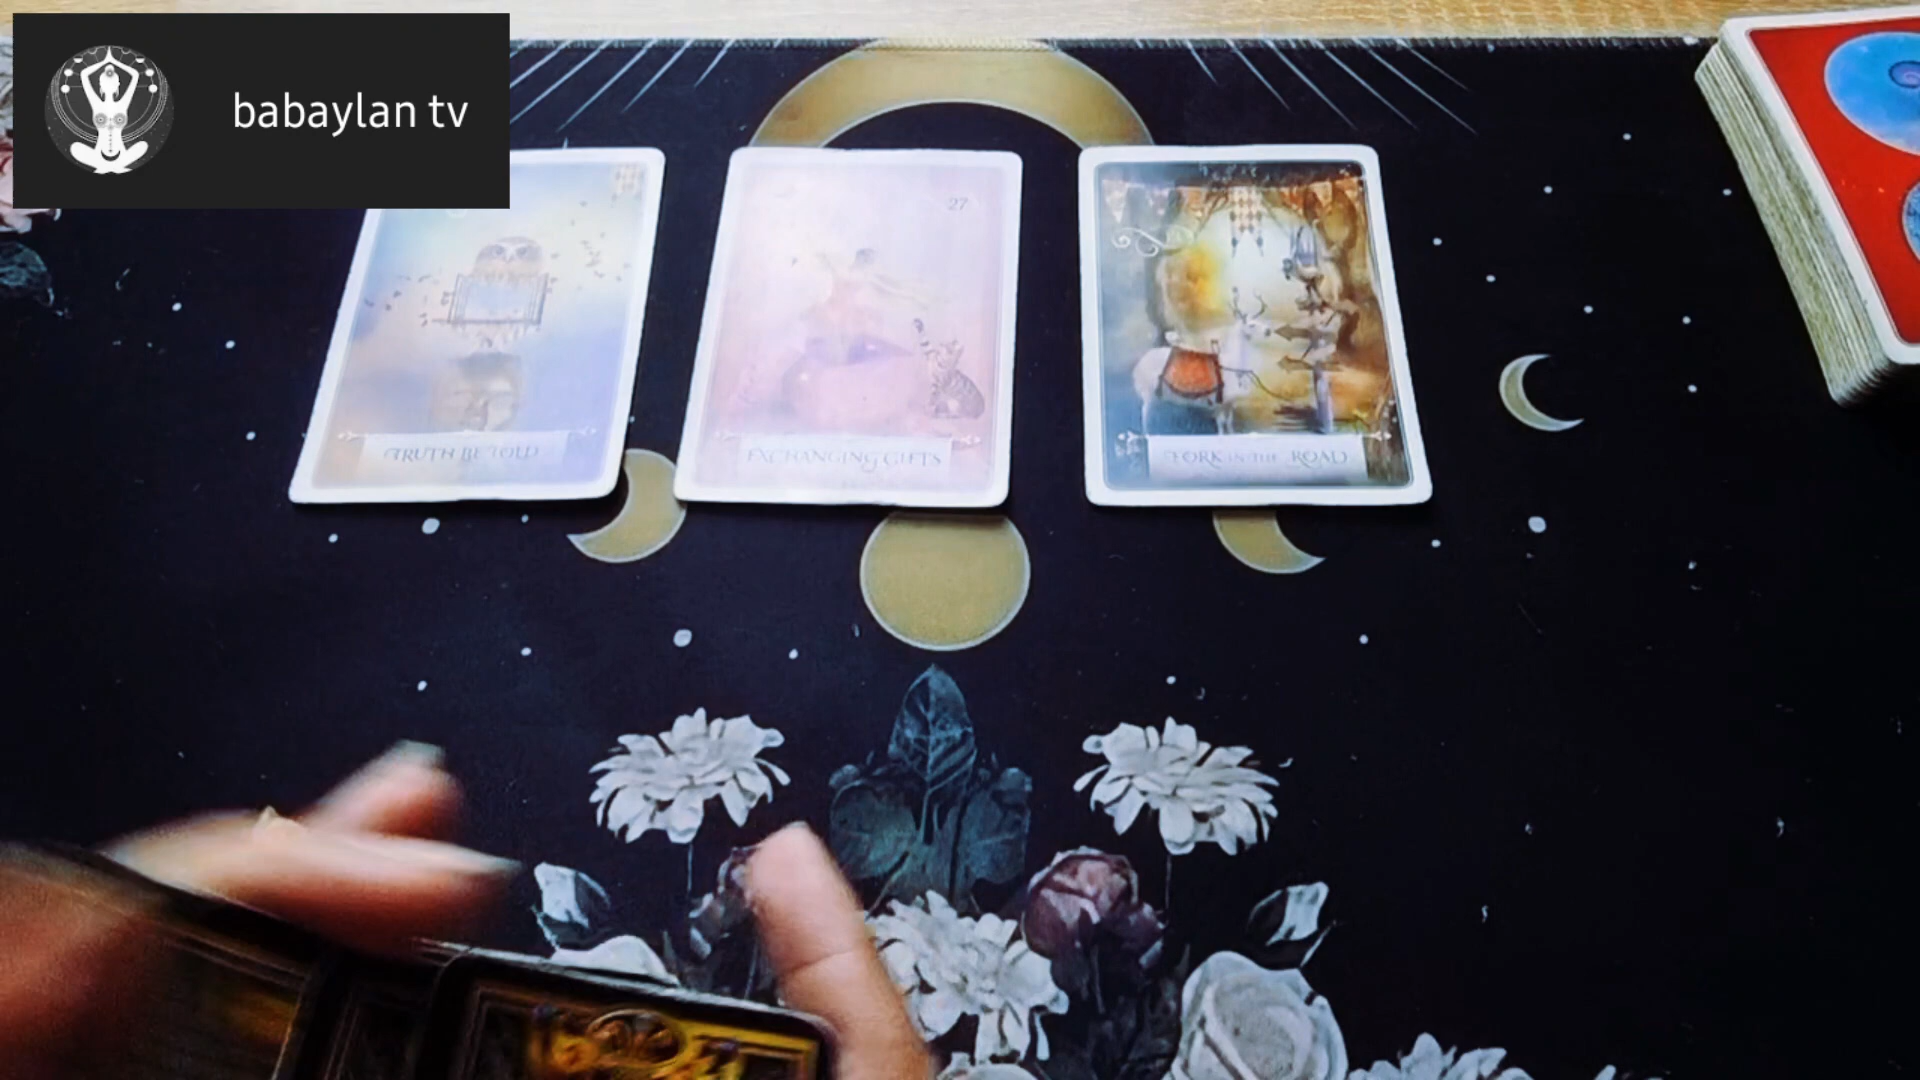 babaylan tv
27
TRUTH BE TOLD
EXCHANGING GIFTS
FORK IN THE ROAD